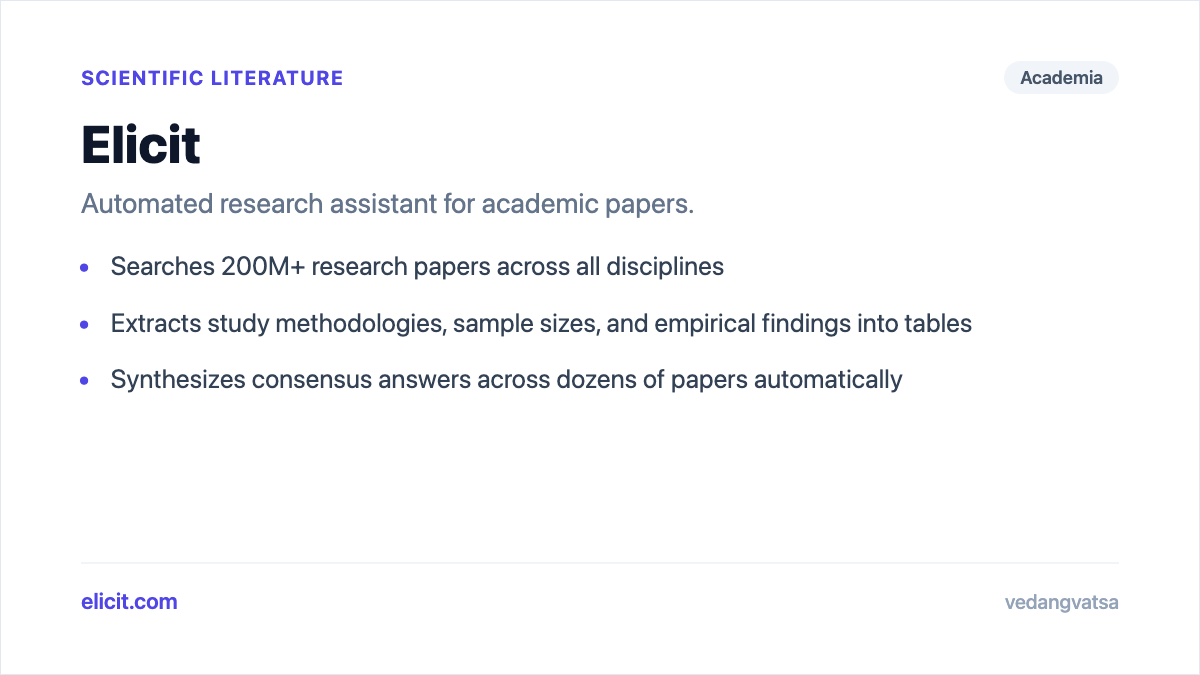 SCIENTIFIC LITERATURE
Academia
Elicit
Automated research assistant for academic papers.
• Searches 200M+ research papers across all disciplines
• Extracts study methodologies, sample sizes, and empirical findings into tables
• Synthesizes consensus answers across dozens of papers automatically
elicit.com
vedangvatsa